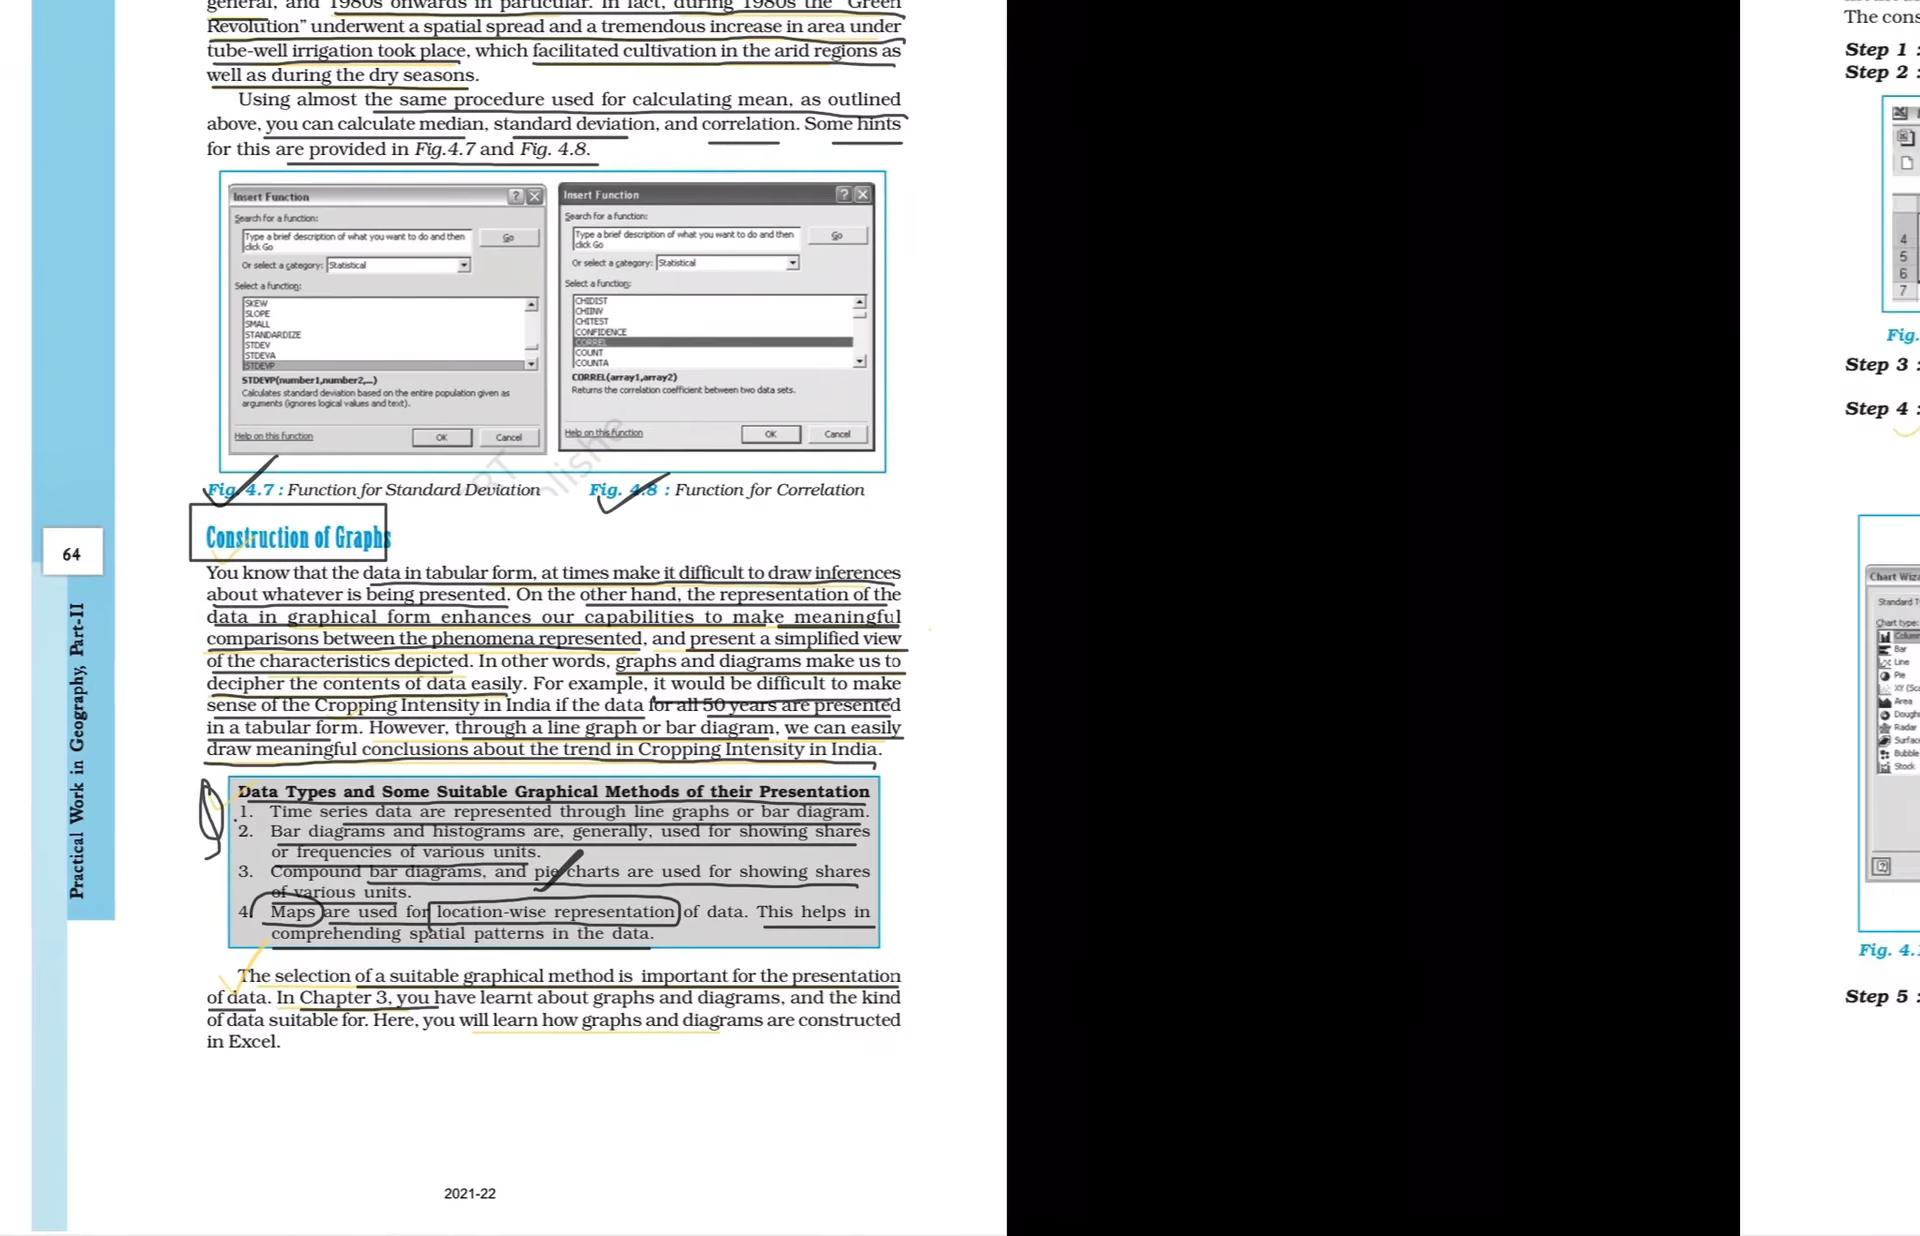 general, and 1980s onwards in particular. In fact, during 1980s the "Green
Revolution" underwent a spatial spread and a tremendous increase in area under
tube-well irrigation took place, which facilitated cultivation in the arid regions as
well as during the dry seasons.
Using almost the same procedure used for calculating mean, as outlined
above, you can calculate median, standard deviation, and correlation. Some hints
for this are provided in Fig.4.7 and Fig. 4.8.
Insert Function
Search for a function:
Type a brief description of what you want to do and then
click Go
Go
Or select a category: Statistical
Select a function:
SKEW
SLOPE
SMALL
STANDARDIZE
STDEV
STDEVA
STDEVP
STDEVP(number1,number2,...)
Calculates standard deviation based on the entire population given as
arguments (ignores logical values and text).
Help on this function
OK
Cancel
Insert Function
Search for a function:
Type a brief description of what you want to do and then
click Go
Go
Or select a category: Statistical
Select a function:
CHIDIST
CHIINV
CHITEST
CONFIDENCE
CORREL
COUNT
COUNTA
CORREL(array1,array2)
Returns the correlation coefficient between two data sets.
Help on this function
OK
Cancel
Fig. 4.7 : Function for Standard Deviation
Fig. 4.8 : Function for Correlation
Construction of Graphs
You know that the data in tabular form, at times make it difficult to draw inferences
about whatever is being presented. On the other hand, the representation of the
data in graphical form enhances our capabilities to make meaningful
comparisons between the phenomena represented, and present a simplified view
of the characteristics depicted. In other words, graphs and diagrams make us to
decipher the contents of data easily. For example, it would be difficult to make
sense of the Cropping Intensity in India if the data for all 50 years are presented
in a tabular form. However, through a line graph or bar diagram, we can easily
draw meaningful conclusions about the trend in Cropping Intensity in India.
Data Types and Some Suitable Graphical Methods of their Presentation
1. Time series data are represented through line graphs or bar diagram.
2. Bar diagrams and histograms are, generally, used for showing shares
or frequencies of various units.
3. Compound bar diagrams, and pie charts are used for showing shares
of various units.
4. Maps are used for location-wise representation of data. This helps in
comprehending spatial patterns in the data.
The selection of a suitable graphical method is important for the presentation
of data. In Chapter 3, you have learnt about graphs and diagrams, and the kind
of data suitable for. Here, you will learn how graphs and diagrams are constructed
in Excel.
64
Practical Work in Geography, Part-II
2021-22
The cons
Step 1 :
Step 2 :
4
5
6
7
Fig.
Step 3 :
Step 4 :
Chart Wiza
Standard T
Chart type:
Column
Bar
Line
Pie
XY (Sc
Area
Dough
Radar
Surfac
Bubble
Stock
Fig. 4.
Step 5 :